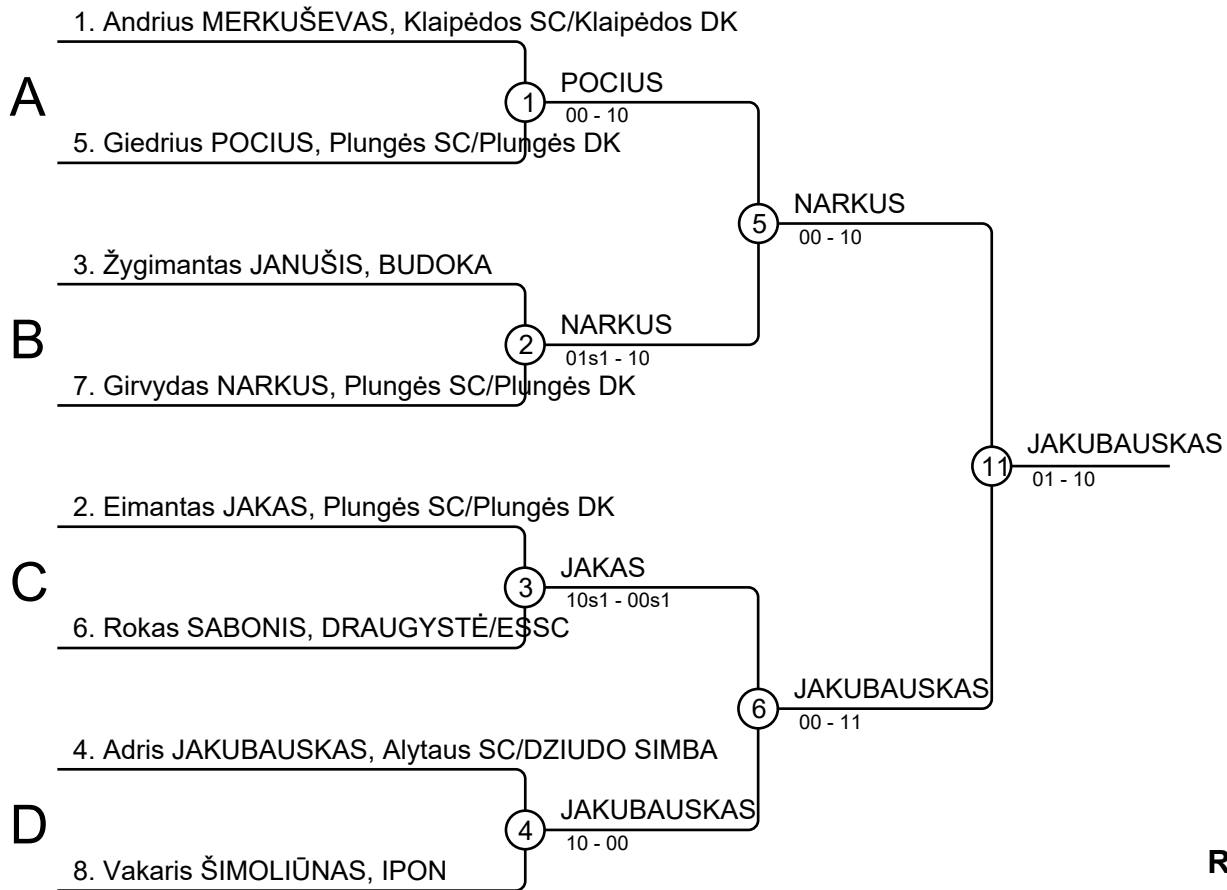 1. Andrius MERKUŠEVAS, Klaipėdos SC/Klaipėdos DK
A
1
POCIUS
00 - 10
5. Giedrius POCIUS, Plungės SC/Plungės DK
5
NARKUS
00 - 10
3. Žygimantas JANUŠIS, BUDOKA
B
2
NARKUS
01s1 - 10
7. Girvydas NARKUS, Plungės SC/Plungės DK
11
JAKUBAUSKAS
01 - 10
2. Eimantas JAKAS, Plungės SC/Plungės DK
C
3
JAKAS
10s1 - 00s1
6. Rokas SABONIS, DRAUGYSTĖ/ESSC
6
JAKUBAUSKAS
00 - 11
4. Adris JAKUBAUSKAS, Alytaus SC/DZIUDO SIMBA
D
4
JAKUBAUSKAS
10 - 00
8. Vakaris ŠIMOLIŪNAS, IPON
R